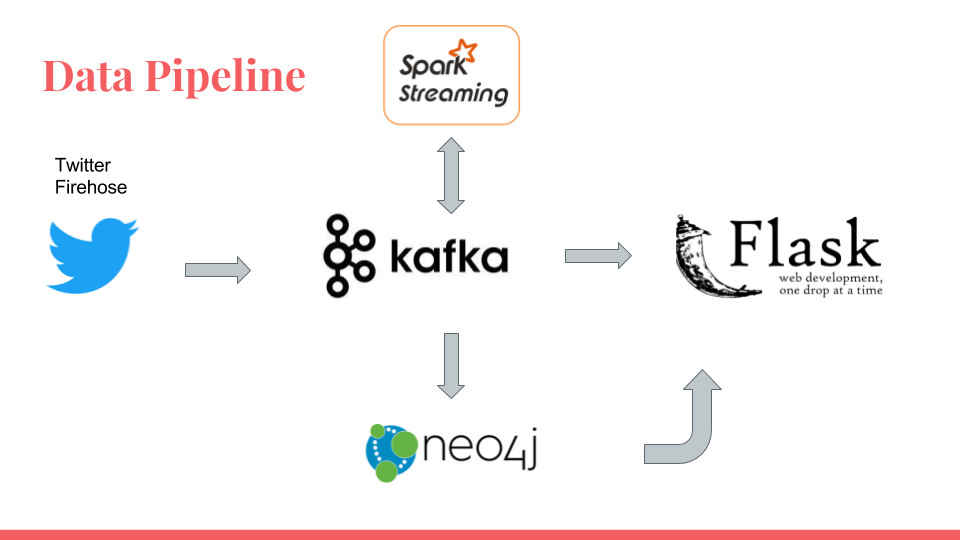 Data Pipeline
Spark
Streaming
Twitter
Firehose
kafka
Flask
web development,
one drop at a time
neo4j